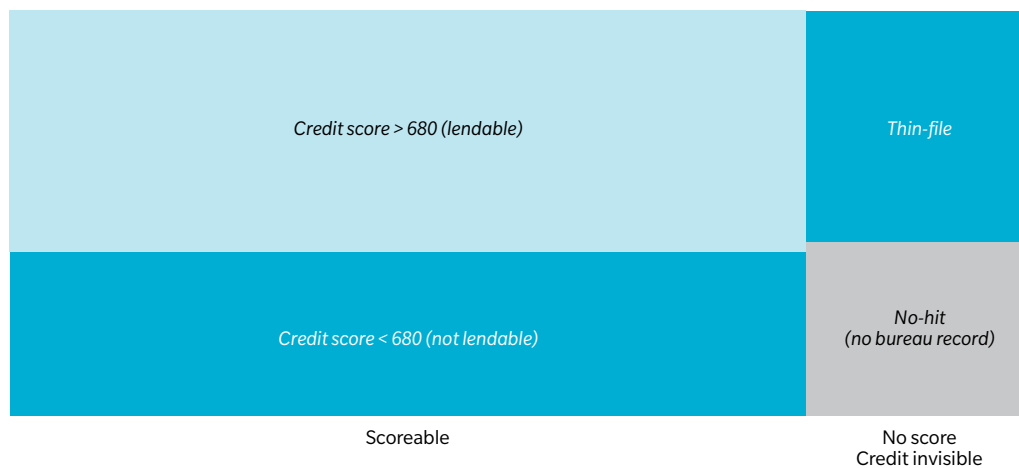 Credit score > 680 (lendable)
Thin-file
Credit score < 680 (not lendable)
No-hit
(no bureau record)
Scoreable
No score
Credit invisible